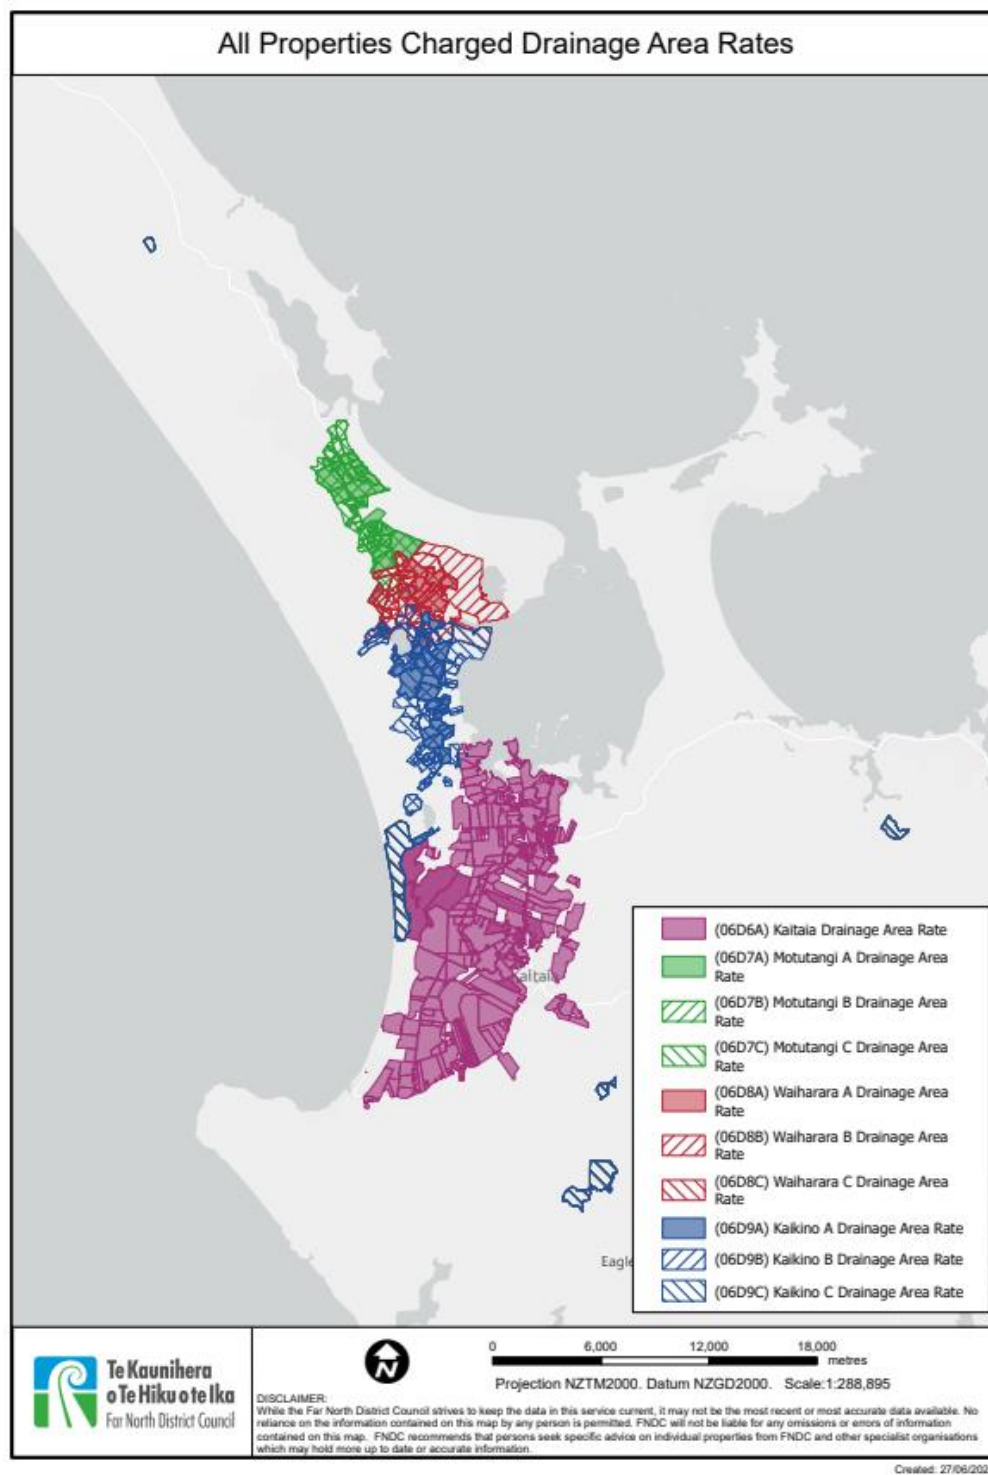 All Properties Charged Drainage Area Rates
(06D6A) Kaitaia Drainage Area Rate
(06D7A) Motutangi A Drainage Area
Rate
(06D7B) Motutangi B Drainage Area
Rate
(06D7C) Motutangi C Drainage Area
Rate
(06D8A) Waiharara A Drainage Area
Rate
(06D8B) Waiharara B Drainage Area
Rate
(06D8C) Waiharara C Drainage Area
Rate
(06D9A) Kaikino A Drainage Area Rate
(06D9B) Kaikino B Drainage Area Rate
(06D9C) Kaikino C Drainage Area Rate
Kaitaia
Eagle
Te Kaunihera
o Te Hiku o te Ika
Far North District Council
N
0 6,000 12,000 18,000
metres
Projection NZTM2000. Datum NZGD2000. Scale:1:288,895
DISCLAIMER:
While the Far North District Council strives to keep the data in this service current, it may not be the most recent or most accurate data available. No
reliance on the information contained on this map by any person is permitted. FNDC will not be liable for any omissions or errors of information
contained on this map. FNDC recommends that persons seek specific advice on individual properties from FNDC and other specialist organisations
which may hold more up to date or accurate information.
Created: 27/06/202